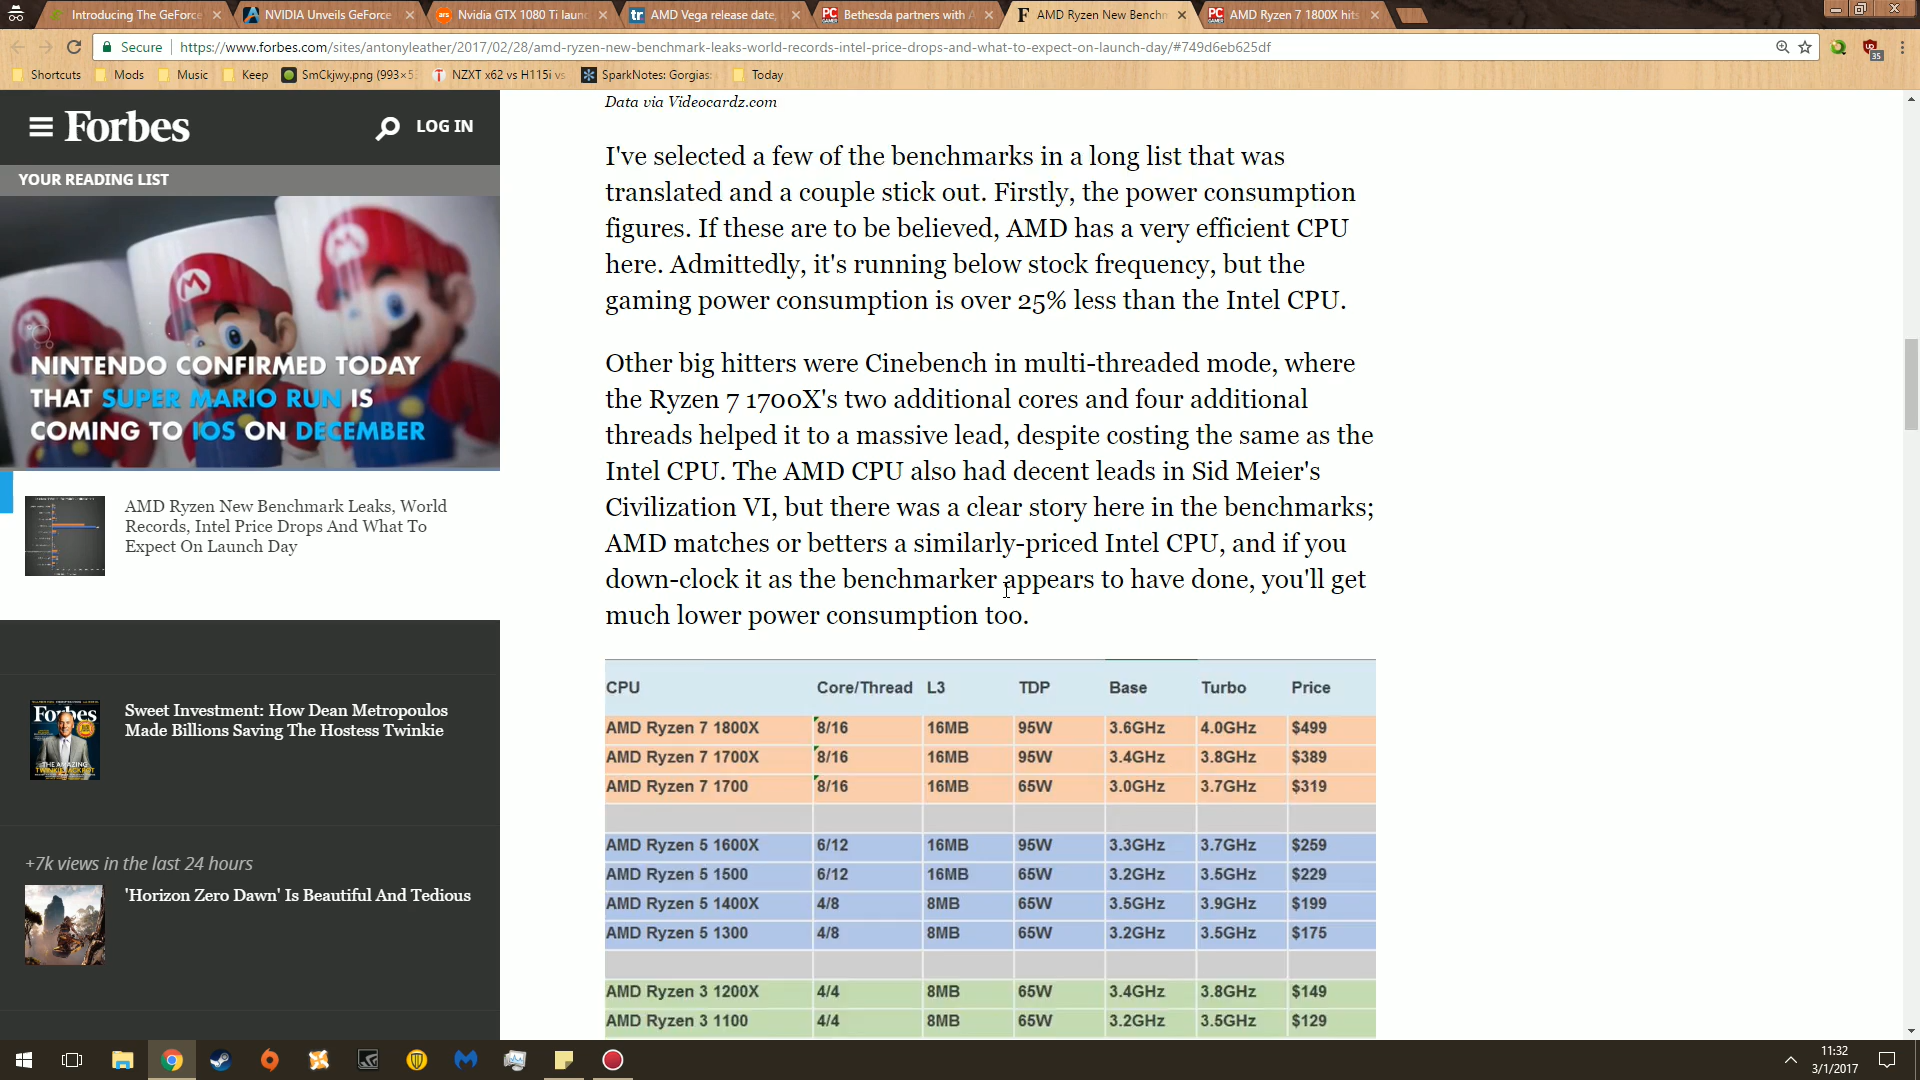 Introducing The GeForce
NVIDIA Unveils GeForce
Nvidia GTX 1080 Ti laun
AMD Vega release date,
Bethesda partners with A
AMD Ryzen New Benchm
AMD Ryzen 7 1800X hits
Secure
https://www.forbes.com/sites/antonyleather/2017/02/28/amd-ryzen-new-benchmark-leaks-world-records-intel-price-drops-and-what-to-expect-on-launch-day/#749d6eb625df
35
Shortcuts
Mods
Music
Keep
SmCkjwy.png (993×5
NZXT x62 vs H115i vs
SparkNotes: Gorgias:
Today
Forbes
LOG IN
YOUR READING LIST
NINTENDO CONFIRMED TODAY
THAT SUPER MARIO RUN IS
COMING TO IOS ON DECEMBER
AMD Ryzen New Benchmark Leaks, World
Records, Intel Price Drops And What To
Expect On Launch Day
Forbes
Sweet Investment: How Dean Metropoulos
Made Billions Saving The Hostess Twinkie
+7k views in the last 24 hours
'Horizon Zero Dawn' Is Beautiful And Tedious
Data via Videocardz.com
I've selected a few of the benchmarks in a long list that was
translated and a couple stick out. Firstly, the power consumption
figures. If these are to be believed, AMD has a very efficient CPU
here. Admittedly, it's running below stock frequency, but the
gaming power consumption is over 25% less than the Intel CPU.
Other big hitters were Cinebench in multi-threaded mode, where
the Ryzen 7 1700X's two additional cores and four additional
threads helped it to a massive lead, despite costing the same as the
Intel CPU. The AMD CPU also had decent leads in Sid Meier's
Civilization VI, but there was a clear story here in the benchmarks;
AMD matches or betters a similarly-priced Intel CPU, and if you
down-clock it as the benchmarker appears to have done, you'll get
much lower power consumption too.
CPU Core/Thread L3 TDP Base Turbo Price
AMD Ryzen 7 1800X 8/16 16MB 95W 3.6GHz 4.0GHz $499
AMD Ryzen 7 1700X 8/16 16MB 95W 3.4GHz 3.8GHz $389
AMD Ryzen 7 1700 8/16 16MB 65W 3.0GHz 3.7GHz $319
AMD Ryzen 5 1600X 6/12 16MB 95W 3.3GHz 3.7GHz $259
AMD Ryzen 5 1500 6/12 16MB 65W 3.2GHz 3.5GHz $229
AMD Ryzen 5 1400X 4/8 8MB 65W 3.5GHz 3.9GHz $199
AMD Ryzen 5 1300 4/8 8MB 65W 3.2GHz 3.5GHz $175
AMD Ryzen 3 1200X 4/4 8MB 65W 3.4GHz 3.8GHz $149
AMD Ryzen 3 1100 4/4 8MB 65W 3.2GHz 3.5GHz $129
11:32
3/1/2017